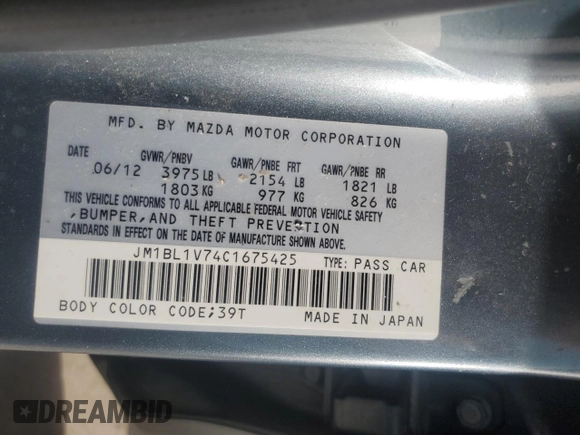 MFD. BY MAZDA MOTOR CORPORATION
DATE GVWR/PNBV GAWR/PNBE FRT GAWR/PNBE RR
06/12 3975 LB 2154 LB 1821 LB
1803 KG 977 KG 826 KG
THIS VEHICLE CONFORMS TO ALL APPLICABLE FEDERAL MOTOR VEHICLE SAFETY
,BUMPER,AND THEFT PREVENTION
STANDARDS IN EFFECT ON THE DATE OF MANUFACTURE SHOWN ABOVE.
JM1BL1V74C1675425 TYPE: PASS CAR
BODY COLOR CODE;39T MADE IN JAPAN
DREAMBID